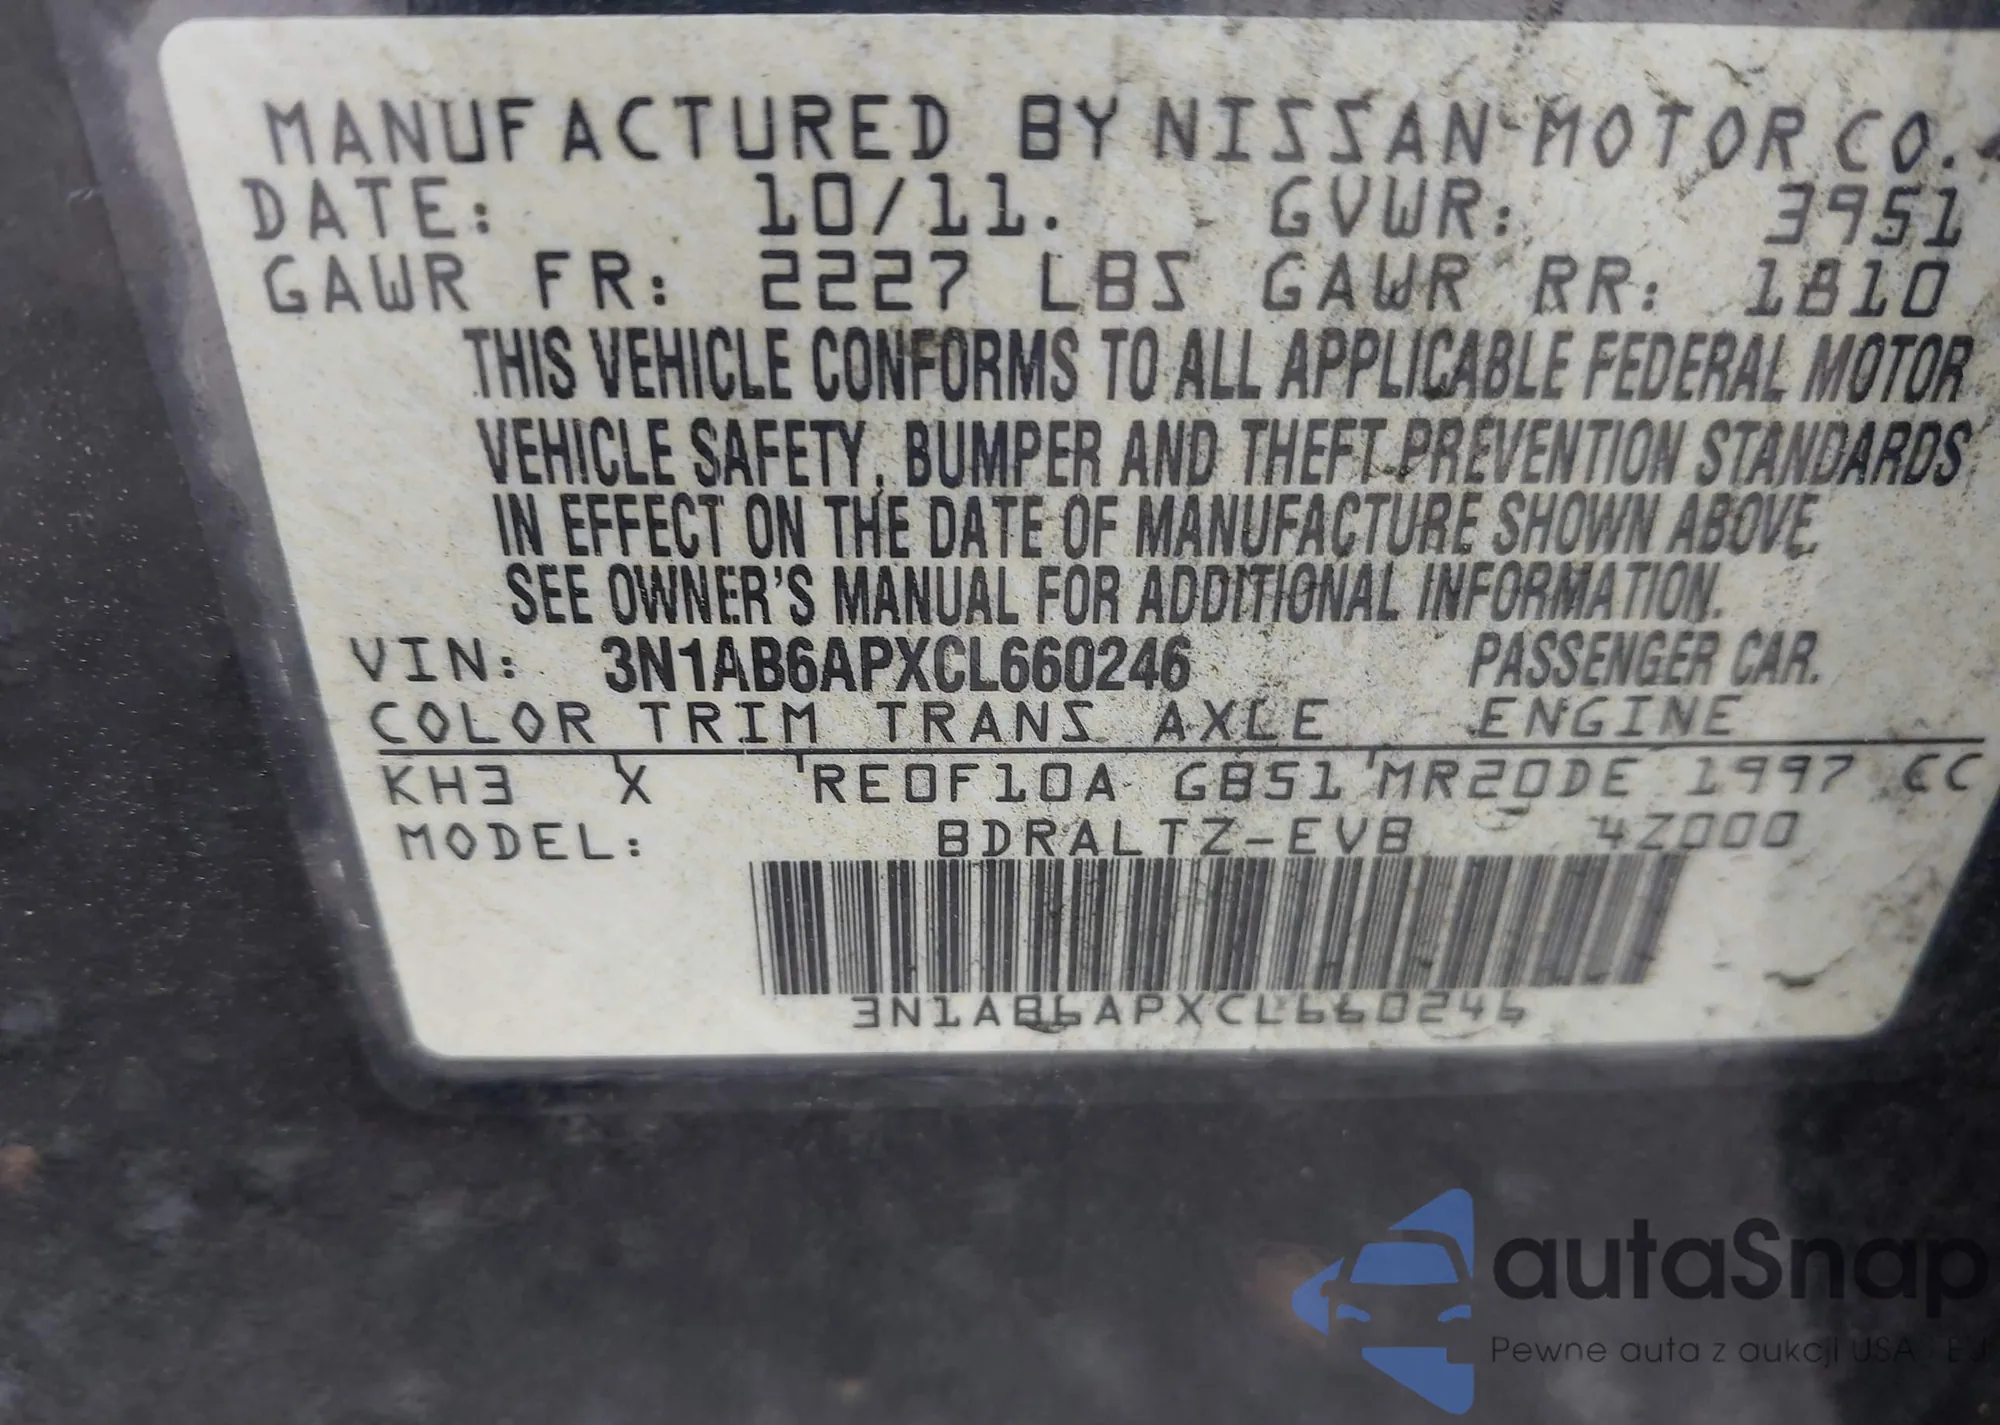 MANUFACTURED BY NISSAN MOTOR CO.
DATE: 10/11. GVWR: 3951
GAWR FR: 2227 LBS GAWR RR: 1810
THIS VEHICLE CONFORMS TO ALL APPLICABLE FEDERAL MOTOR
VEHICLE SAFETY, BUMPER AND THEFT PREVENTION STANDARDS
IN EFFECT ON THE DATE OF MANUFACTURE SHOWN ABOVE.
SEE OWNER'S MANUAL FOR ADDITIONAL INFORMATION.
VIN: 3N1AB6APXCL660246 PASSENGER CAR.
COLOR TRIM TRANS AXLE ENGINE
KH3 X RE0F10A GB51 MR20DE 1997 CC
MODEL: BDRALTZ-EVB 4Z000
3N1AB6APXCL660246
autaSnap
Pewne auta z aukcji USA